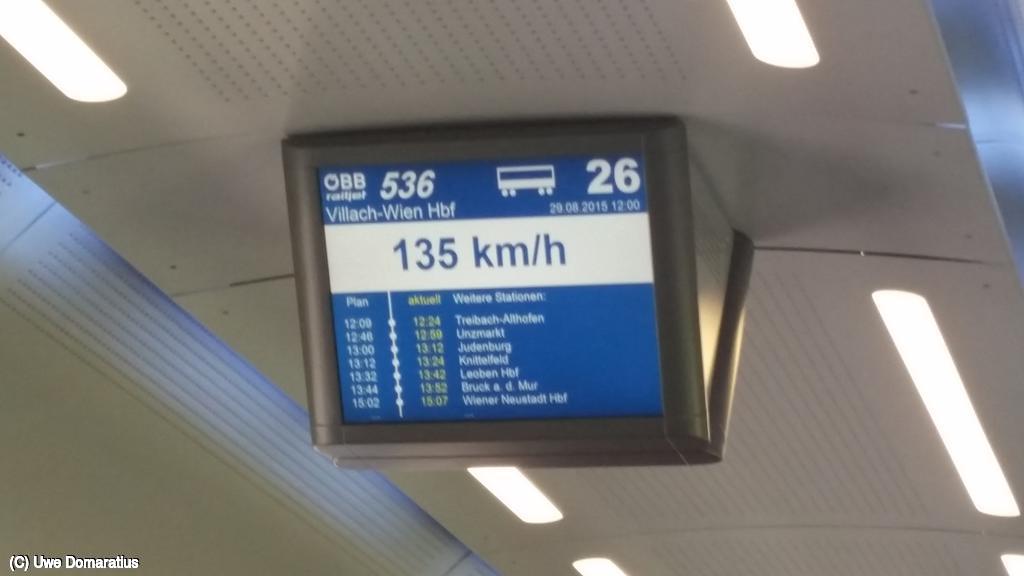 ÖBB railjet 536 26
Villach-Wien Hbf 29.08.2015 12:00
135 km/h
Plan aktuell Weitere Stationen:
12:09 12:24 Treibach-Althofen
12:46 12:59 Unzmarkt
13:00 13:12 Judenburg
13:12 13:24 Knittelfeld
13:32 13:42 Leoben Hbf
13:44 13:52 Bruck a. d. Mur
15:02 15:07 Wiener Neustadt Hbf
... ...
(C) Uwe Domaratius